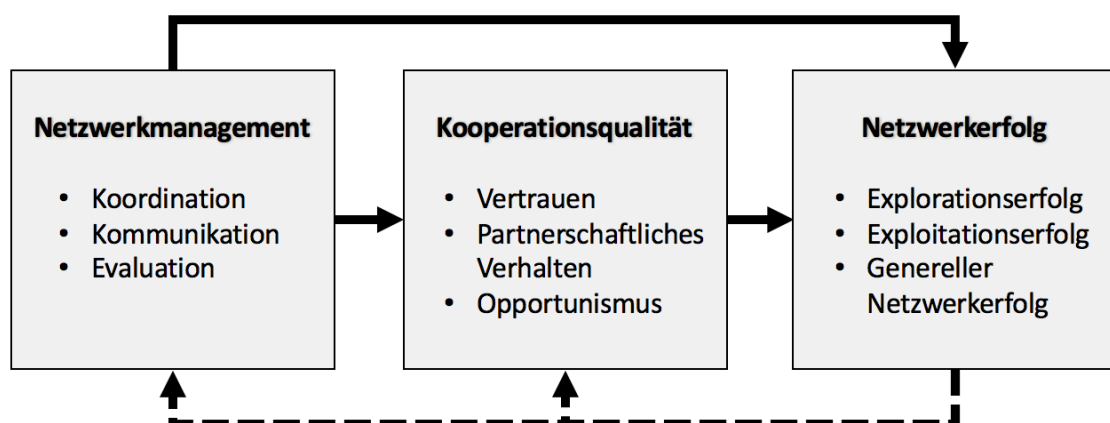 Netzwerkmanagement
• Koordination
• Kommunikation
• Evaluation
Kooperationsqualität
• Vertrauen
• Partnerschaftliches
Verhalten
• Opportunismus
Netzwerkerfolg
• Explorationserfolg
• Exploitationserfolg
• Genereller
Netzwerkerfolg